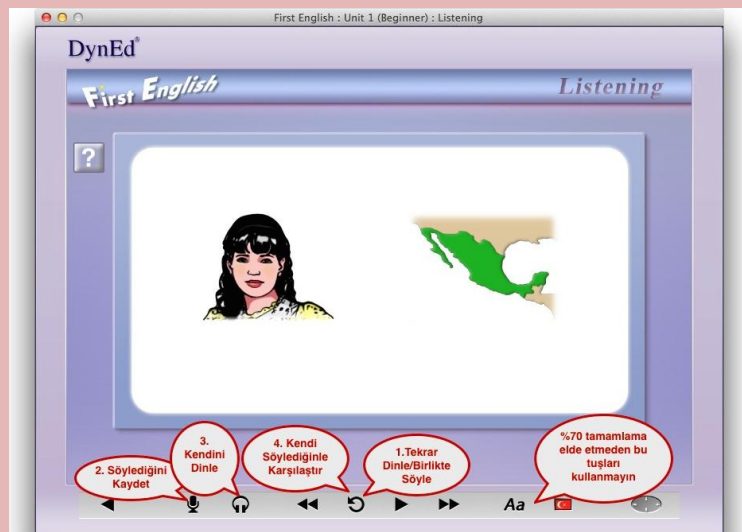 First English : Unit 1 (Beginner) : Listening
DynEd®
First English
Listening
?
2. Söylediğini
Kaydet
3.
Kendini
Dinle
4. Kendi
Söylediğinle
Karşılaştır
1.Tekrar
Dinle/Birlikte
Söyle
%70 tamamlama
elde etmeden bu
tuşları
kullanmayın
Aa